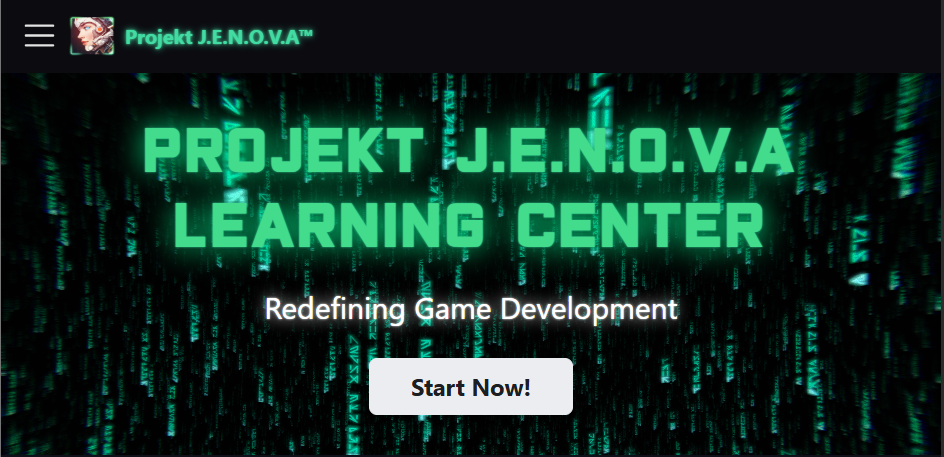 Projekt J.E.N.O.V.A™
PROJEKT J.E.N.O.V.A
LEARNING CENTER
Redefining Game Development
Start Now!